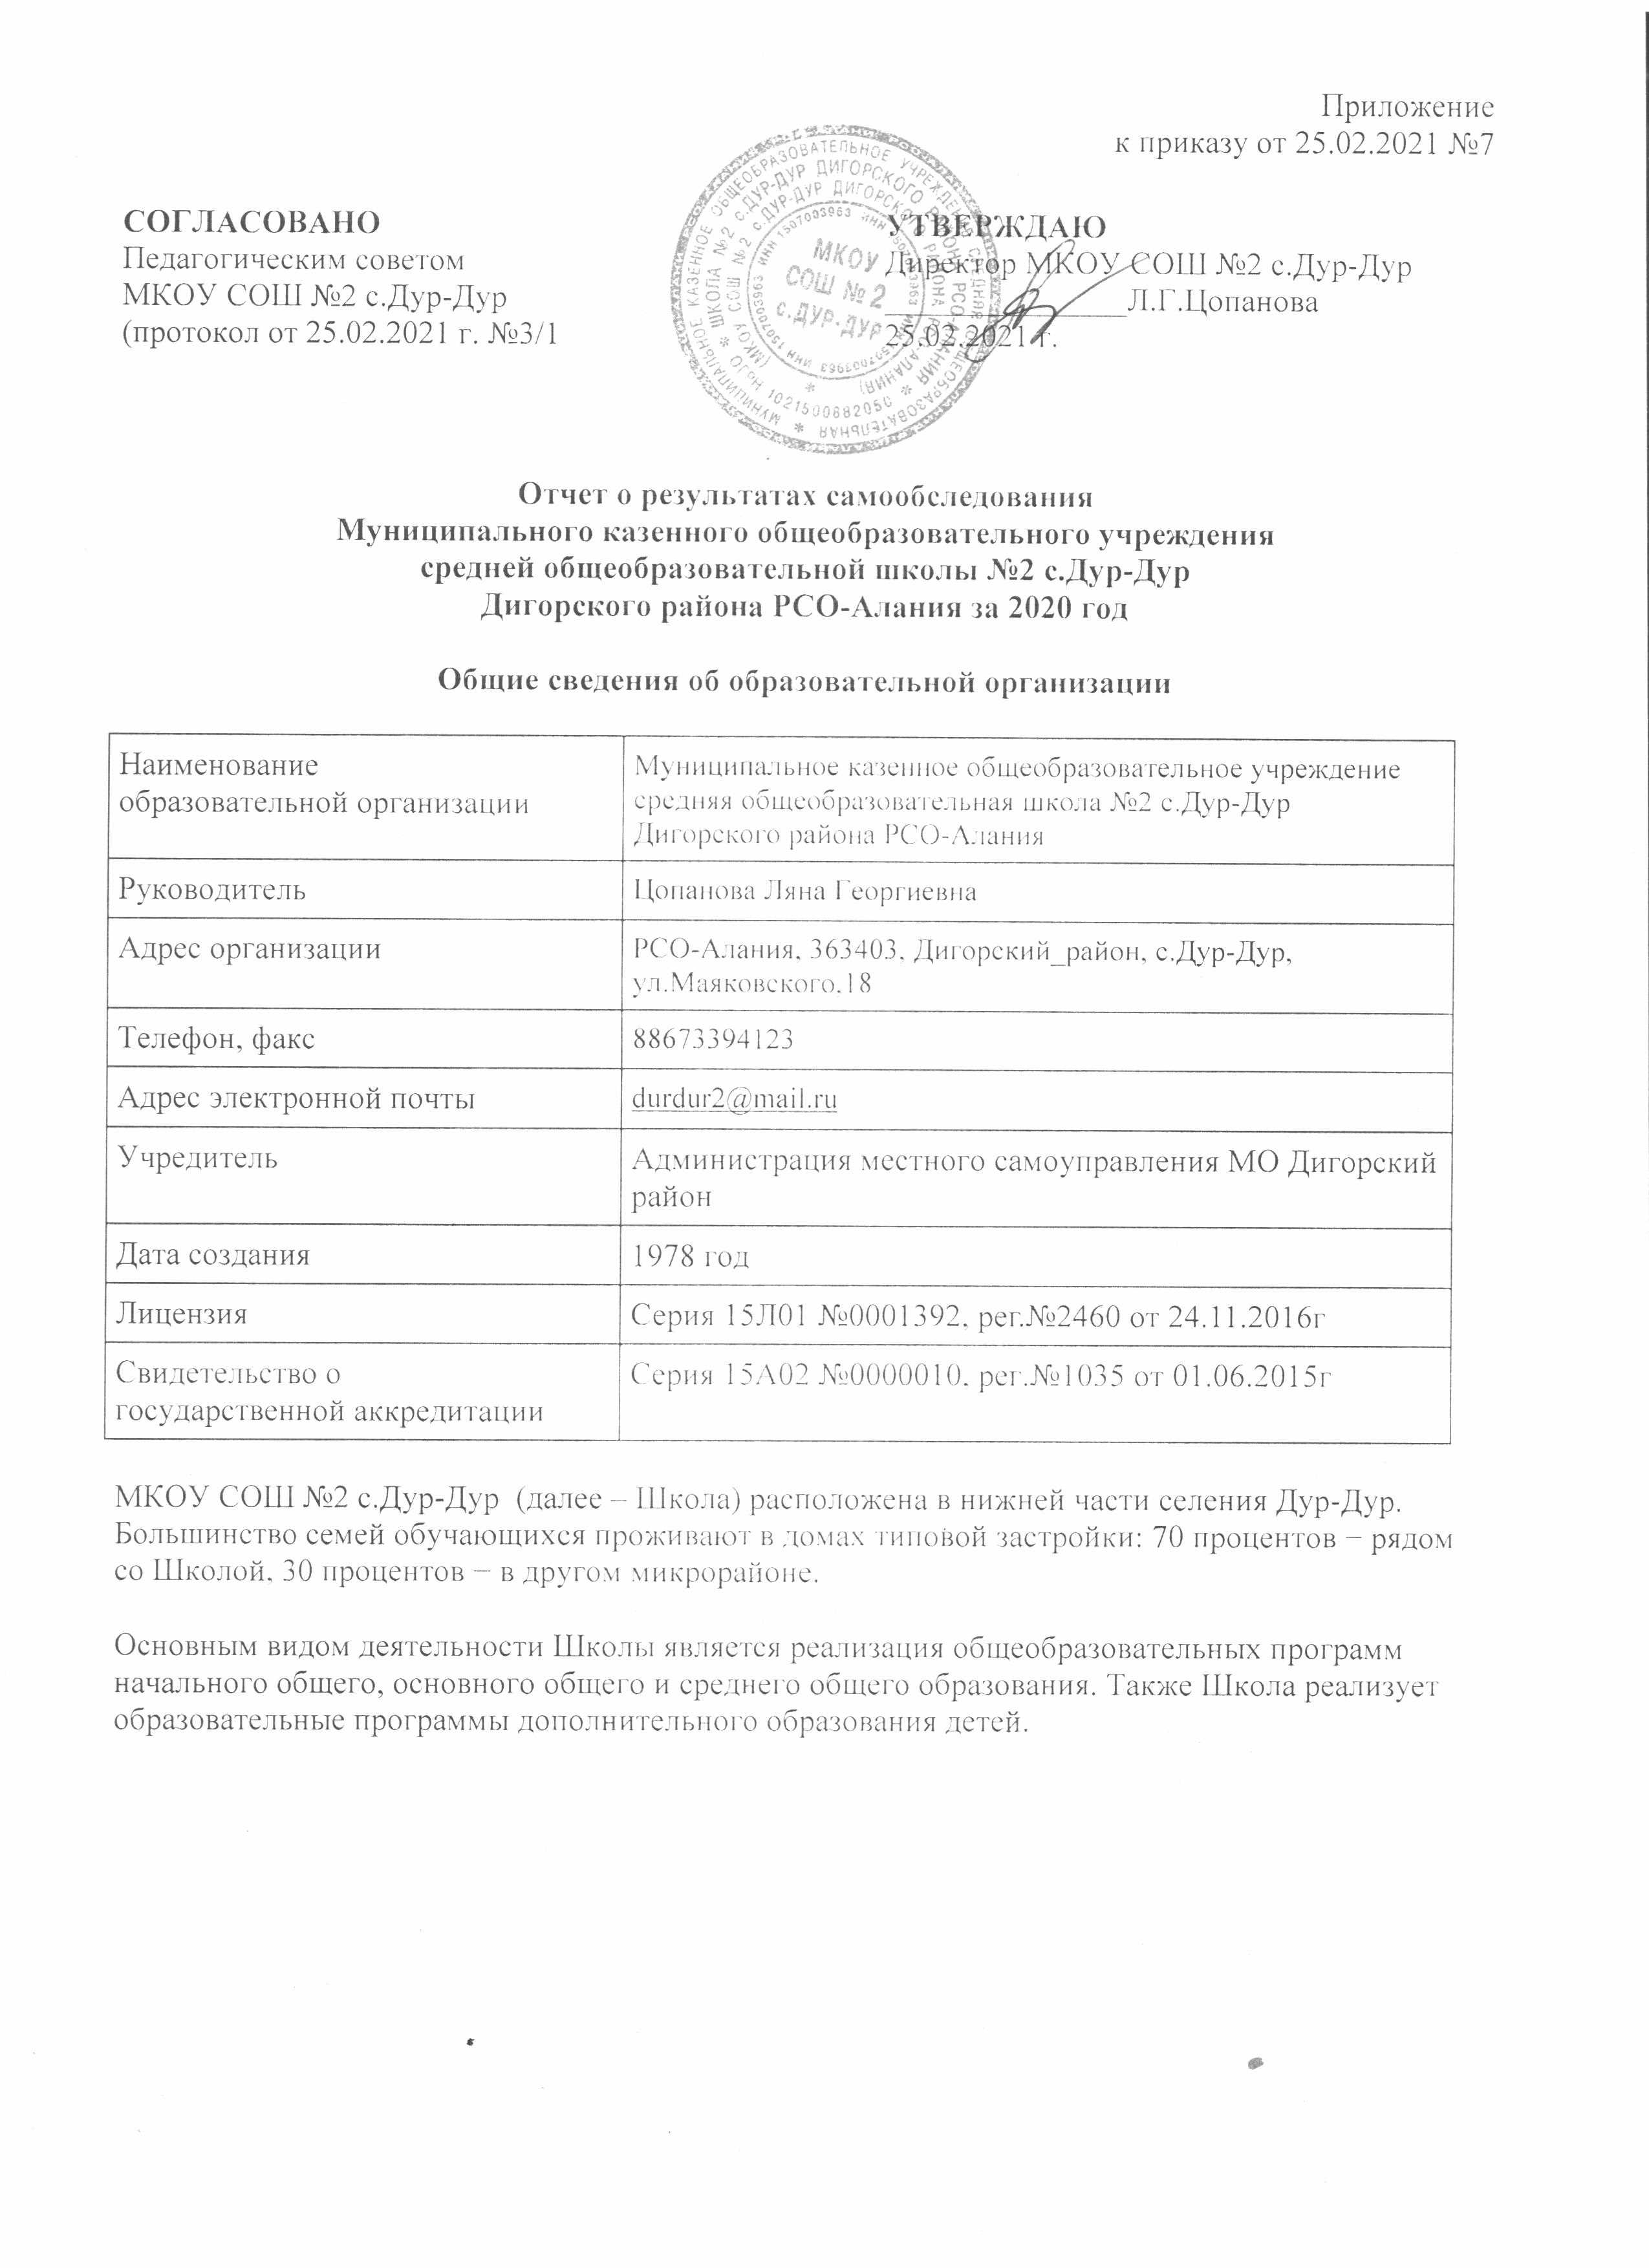 Приложение
к приказу от 25.02.2021 №7
СОГЛАСОВАНО
Педагогическим советом
МКОУ СОШ №2 с.Дур-Дур
(протокол от 25.02.2021 г. №3/1
УТВЕРЖДАЮ
Директор МКОУ СОШ №2 с.Дур-Дур
Л.Г.Цопанова
25.02.2021 г.
МКОУ
СОШ № 2
с.ДУР-ДУР
Отчет о результатах самообследования
Муниципального казенного общеобразовательного учреждения
средней общеобразовательной школы №2 с.Дур-Дур
Дигорского района РСО-Алания за 2020 год
Общие сведения об образовательной организации
Наименование
образовательной организации
Муниципальное казенное общеобразовательное учреждение
средняя общеобразовательная школа №2 с.Дур-Дур
Дигорского района РСО-Алания
Руководитель
Цопанова Ляна Георгиевна
Адрес организации
РСО-Алания, 363403, Дигорский_район, с.Дур-Дур,
ул.Маяковского,18
Телефон, факс
88673394123
Адрес электронной почты
durdur2@mail.ru
Учредитель
Администрация местного самоуправления МО Дигорский
район
Дата создания
1978 год
Лицензия
Серия 15Л01 №0001392, рег.№2460 от 24.11.2016г
Свидетельство о
государственной аккредитации
Серия 15А02 №0000010, рег.№1035 от 01.06.2015г
МКОУ СОШ №2 с.Дур-Дур (далее – Школа) расположена в нижней части селения Дур-Дур.
Большинство семей обучающихся проживают в домах типовой застройки: 70 процентов − рядом
со Школой, 30 процентов − в другом микрорайоне.
Основным видом деятельности Школы является реализация общеобразовательных программ
начального общего, основного общего и среднего общего образования. Также Школа реализует
образовательные программы дополнительного образования детей.